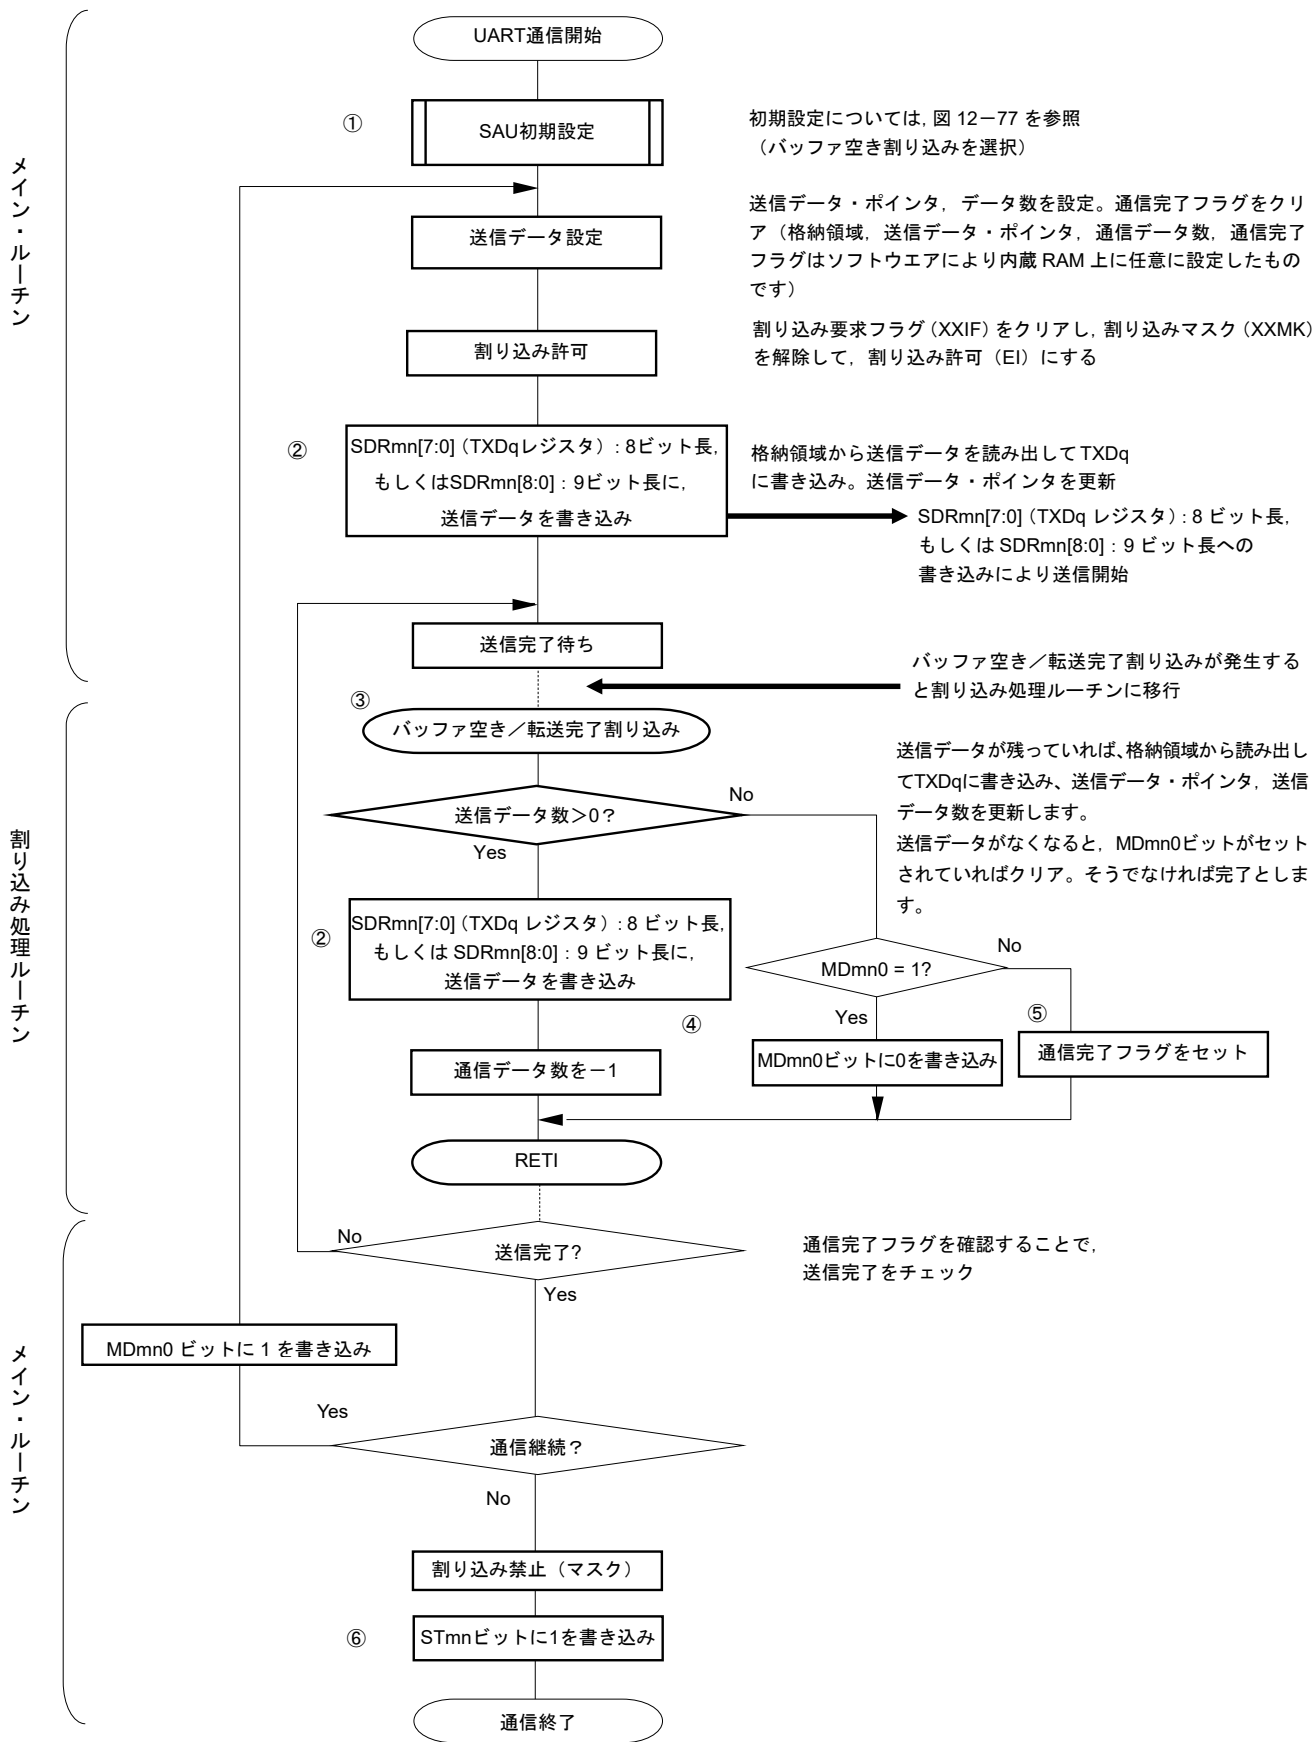 メイン・ルーチン
UART通信開始
①
SAU初期設定
初期設定については, 図 12-77 を参照
（バッファ空き割り込みを選択）
送信データ設定
送信データ・ポインタ，データ数を設定。通信完了フラグをクリ
ア（格納領域，送信データ・ポインタ，通信データ数，通信完了
フラグはソフトウエアにより内蔵 RAM 上に任意に設定したもの
です）
割り込み許可
割り込み要求フラグ（XXIF）をクリアし, 割り込みマスク（XXMK）
を解除して，割り込み許可（EI）にする
②
SDRmn[7:0]（TXDqレジスタ）: 8ビット長,
もしくはSDRmn[8:0]：9ビット長に,
送信データを書き込み
格納領域から送信データを読み出してTXDq
に書き込み。送信データ・ポインタを更新
SDRmn[7:0]（TXDq レジスタ）: 8 ビット長,
もしくは SDRmn[8:0]：9 ビット長への
書き込みにより送信開始
送信完了待ち
バッファ空き／転送完了割り込みが発生する
と割り込み処理ルーチンに移行
割り込み処理ルーチン
③
バッファ空き／転送完了割り込み
送信データが残っていれば、格納領域から読み出し
てTXDqに書き込み、送信データ・ポインタ，送信
データ数を更新します。
送信データがなくなると，MDmn0ビットがセット
されていればクリア。そうでなければ完了としま
す。
送信データ数＞0？
No
Yes
②
SDRmn[7:0]（TXDq レジスタ）: 8 ビット長,
もしくは SDRmn[8:0]：9 ビット長に,
送信データを書き込み
MDmn0 = 1?
No
Yes
④
MDmn0ビットに0を書き込み
⑤
通信完了フラグをセット
通信データ数を－1
RETI
メイン・ルーチン
No
送信完了?
Yes
通信完了フラグを確認することで,
送信完了をチェック
MDmn0 ビットに 1 を書き込み
Yes
通信継続？
No
割り込み禁止（マスク）
⑥
STmnビットに1を書き込み
通信終了